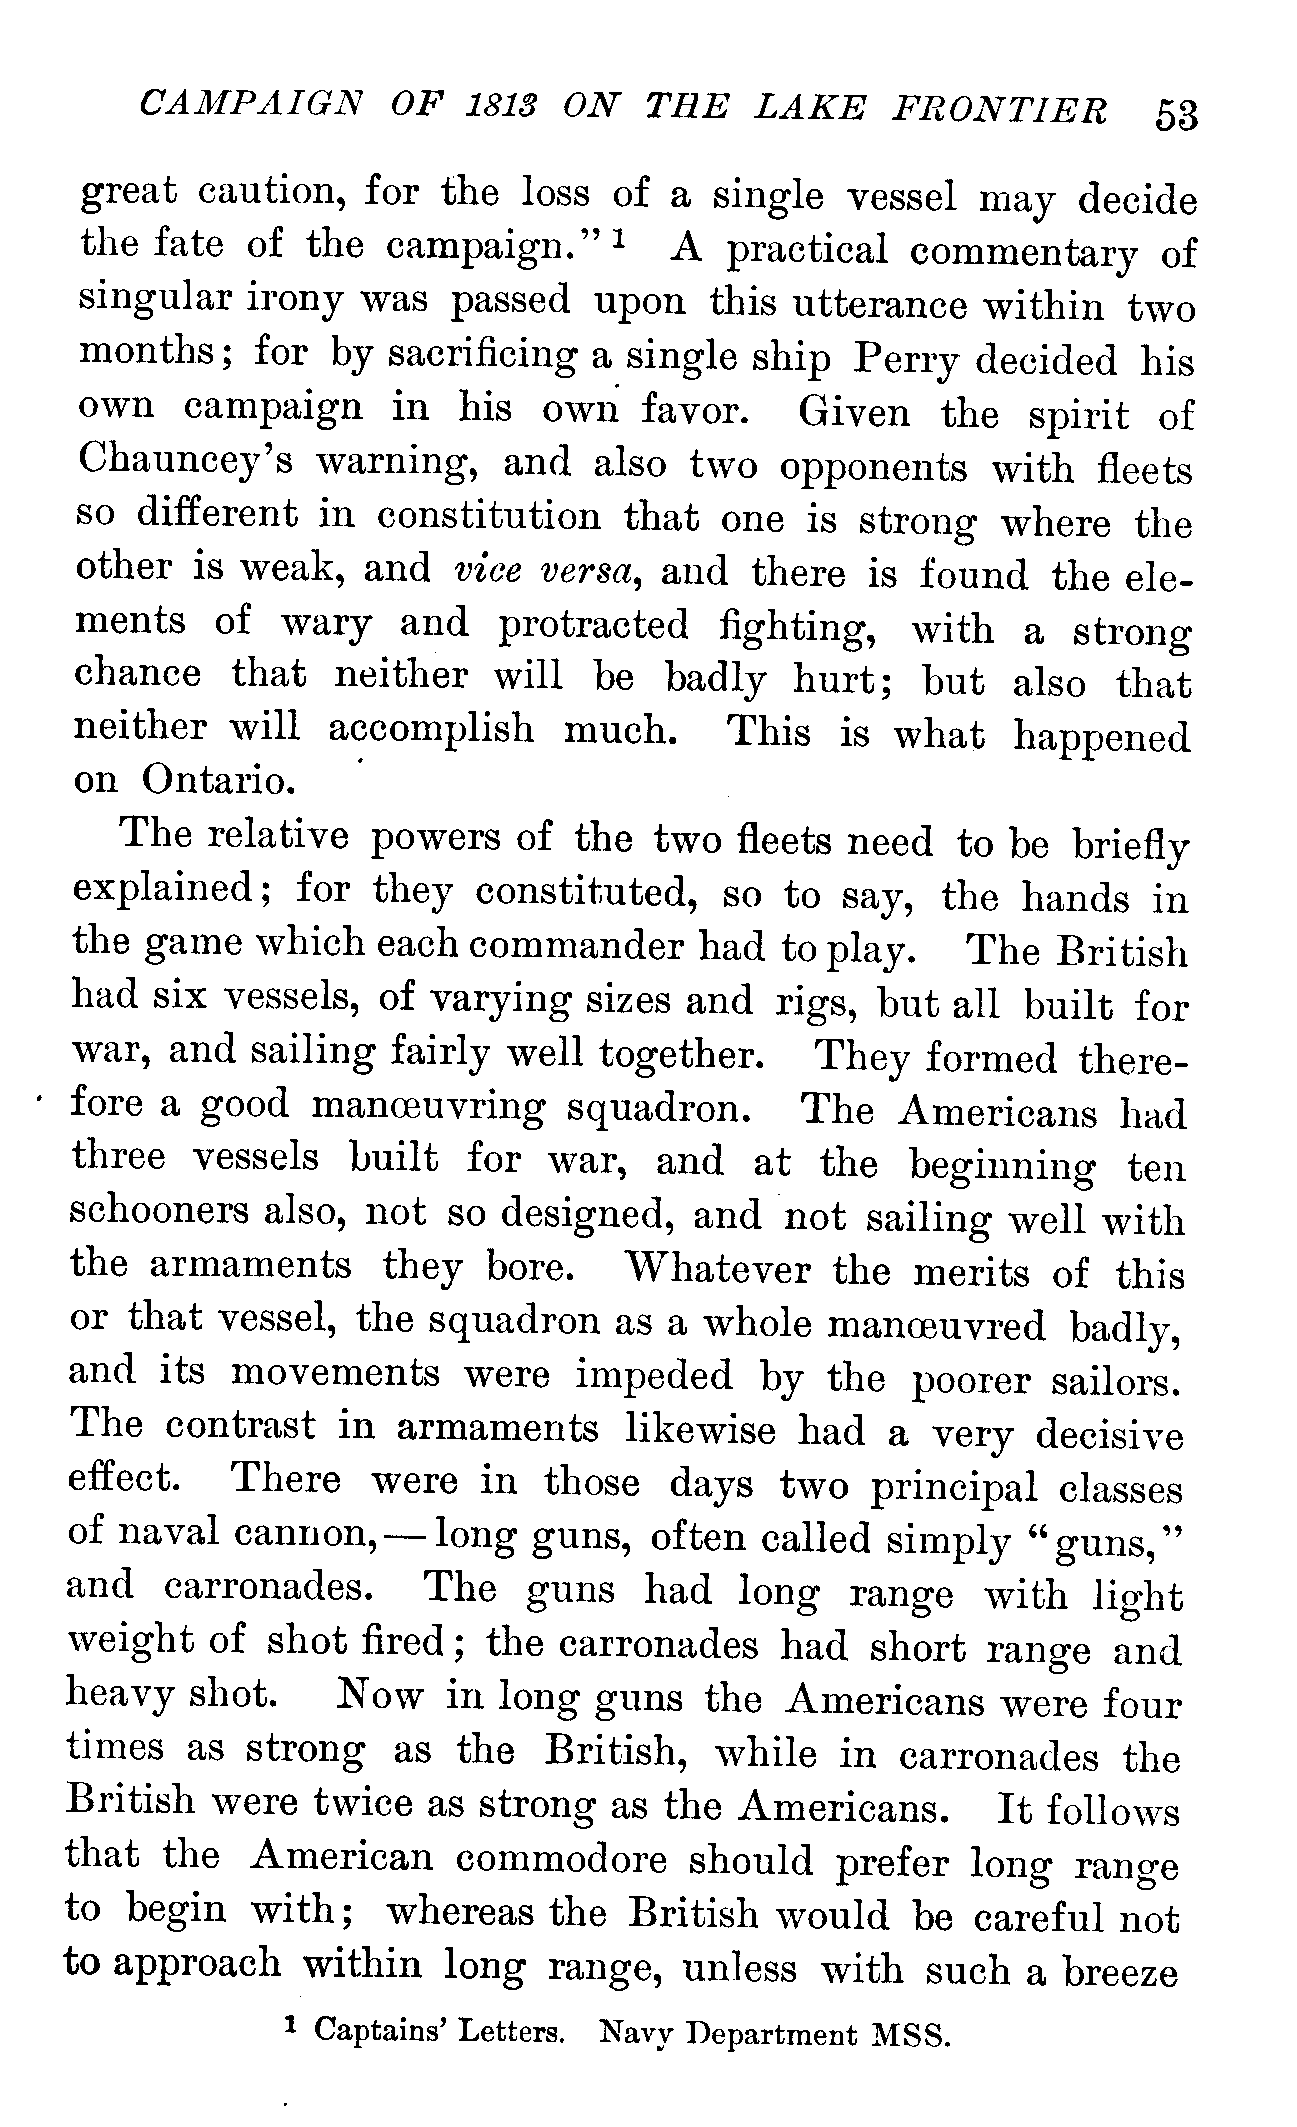 CAMPAIGN OF 1813 ON THE LAKE FRONTIER 53
great caution, for the loss of a single vessel may decide
the fate of the campaign." 1 A practical commentary of
singular irony was passed upon this utterance within two
months; for by sacrificing a single ship Perry decided his
own campaign in his own favor. Given the spirit of
Chauncey's warning, and also two opponents with fleets
so different in constitution that one is strong where the
other is weak, and vice versa, and there is found the ele-
ments of wary and protracted fighting, with a strong
chance that neither will be badly hurt; but also that
neither will accomplish much. This is what happened
on Ontario.
The relative powers of the two fleets need to be briefly
explained; for they constituted, so to say, the hands in
the game which each commander had to play. The British
had six vessels, of varying sizes and rigs, but all built for
war, and sailing fairly well together. They formed there-
fore a good manœuvring squadron. The Americans had
three vessels built for war, and at the beginning ten
schooners also, not so designed, and not sailing well with
the armaments they bore. Whatever the merits of this
or that vessel, the squadron as a whole manœuvred badly,
and its movements were impeded by the poorer sailors.
The contrast in armaments likewise had a very decisive
effect. There were in those days two principal classes
of naval cannon,—long guns, often called simply "guns,"
and carronades. The guns had long range with light
weight of shot fired; the carronades had short range and
heavy shot. Now in long guns the Americans were four
times as strong as the British, while in carronades the
British were twice as strong as the Americans. It follows
that the American commodore should prefer long range
to begin with; whereas the British would be careful not
to approach within long range, unless with such a breeze
1 Captains' Letters. Navy Department MSS.